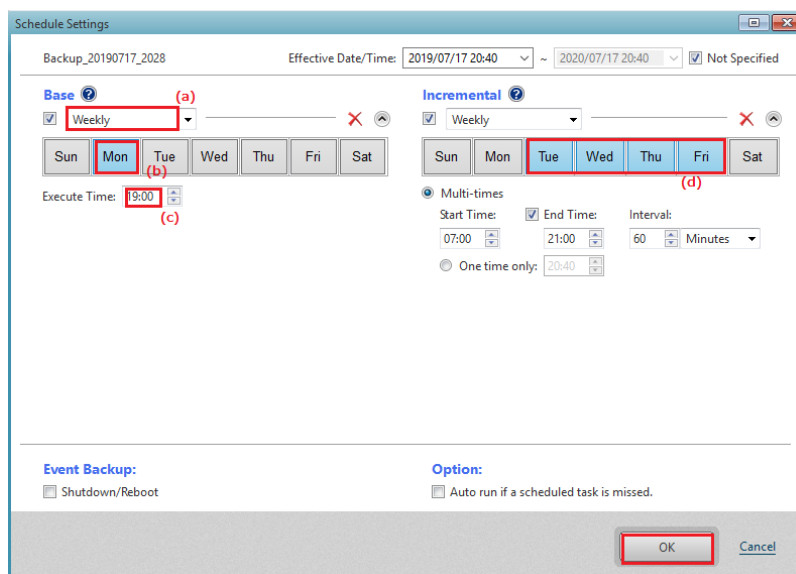 Schedule Settings
Backup_20190717_2028 Effective Date/Time: 2019/07/17 20:40 ~ 2020/07/17 20:40 Not Specified
Base ? (a)
Weekly
Sun Mon Tue Wed Thu Fri Sat
(b)
Execute Time: 19:00
(c)
Incremental ?
Weekly
Sun Mon Tue Wed Thu Fri Sat
(d)
Multi-times
Start Time: End Time: Interval:
07:00 21:00 60 Minutes
One time only: 20:40
Event Backup:
Shutdown/Reboot
Option:
Auto run if a scheduled task is missed.
OK Cancel